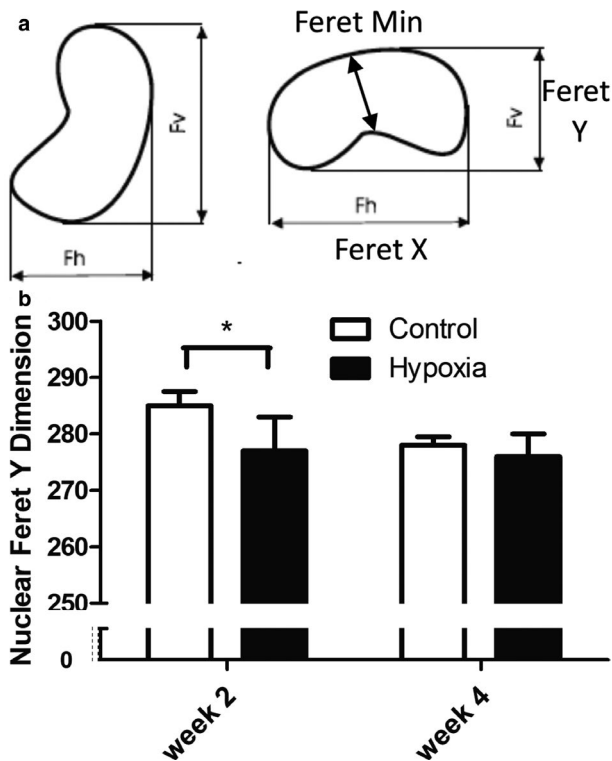 a
Feret Min
Fv
Fh
Fv
Feret
Y
Fh
Feret X
b
Nuclear Feret Y Dimension
300
290
280
270
260
250
0
*
Control
Hypoxia
week 2
week 4